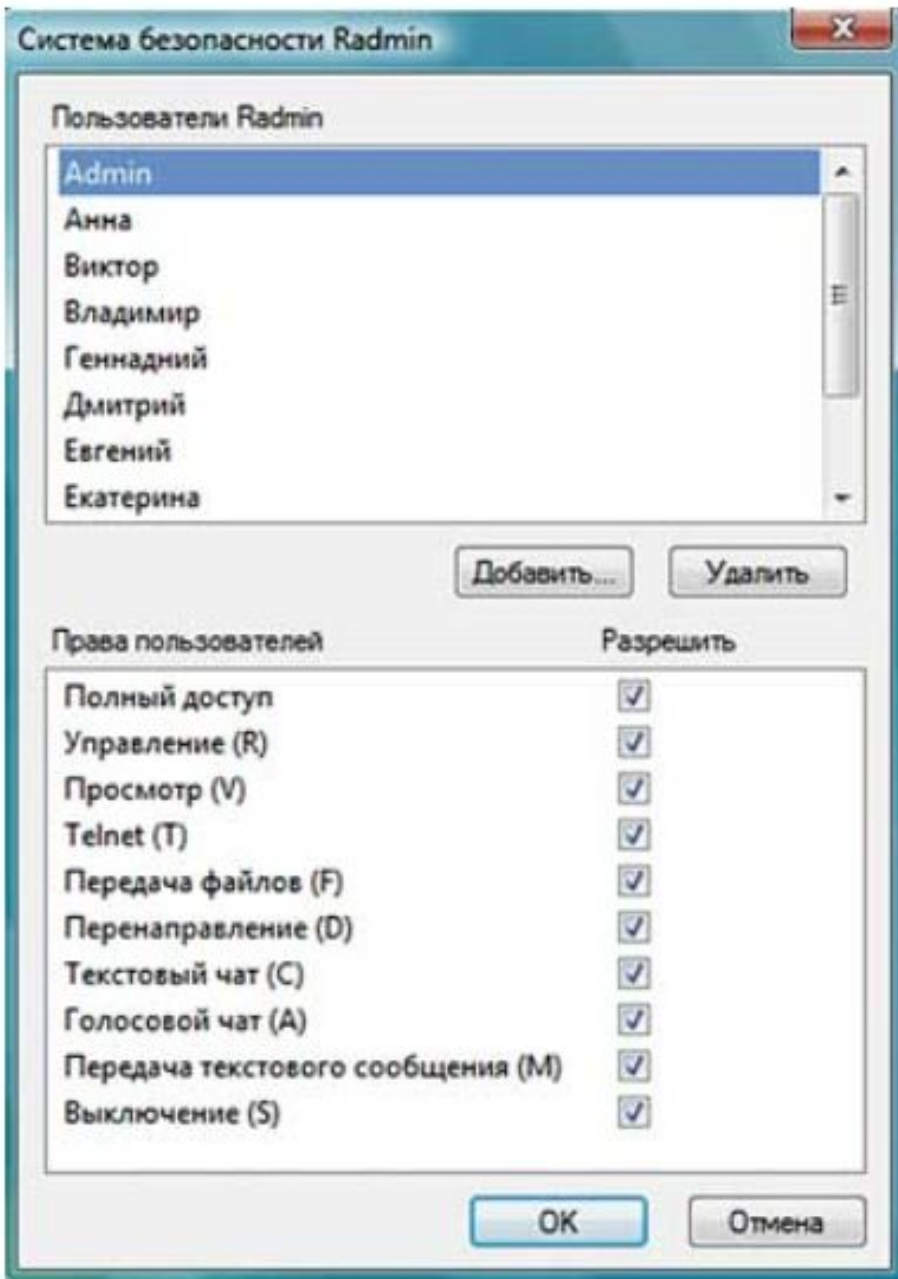 Система безопасности Radmin
Пользователи Radmin
Admin
Анна
Виктор
Владимир
Геннадний
Дмитрий
Евгений
Екатерина
Добавить... Удалить
Права пользователей Разрешить
Полный доступ
Управление (R)
Просмотр (V)
Telnet (T)
Передача файлов (F)
Перенаправление (D)
Текстовый чат (C)
Голосовой чат (A)
Передача текстового сообщения (M)
Выключение (S)
OK Отмена